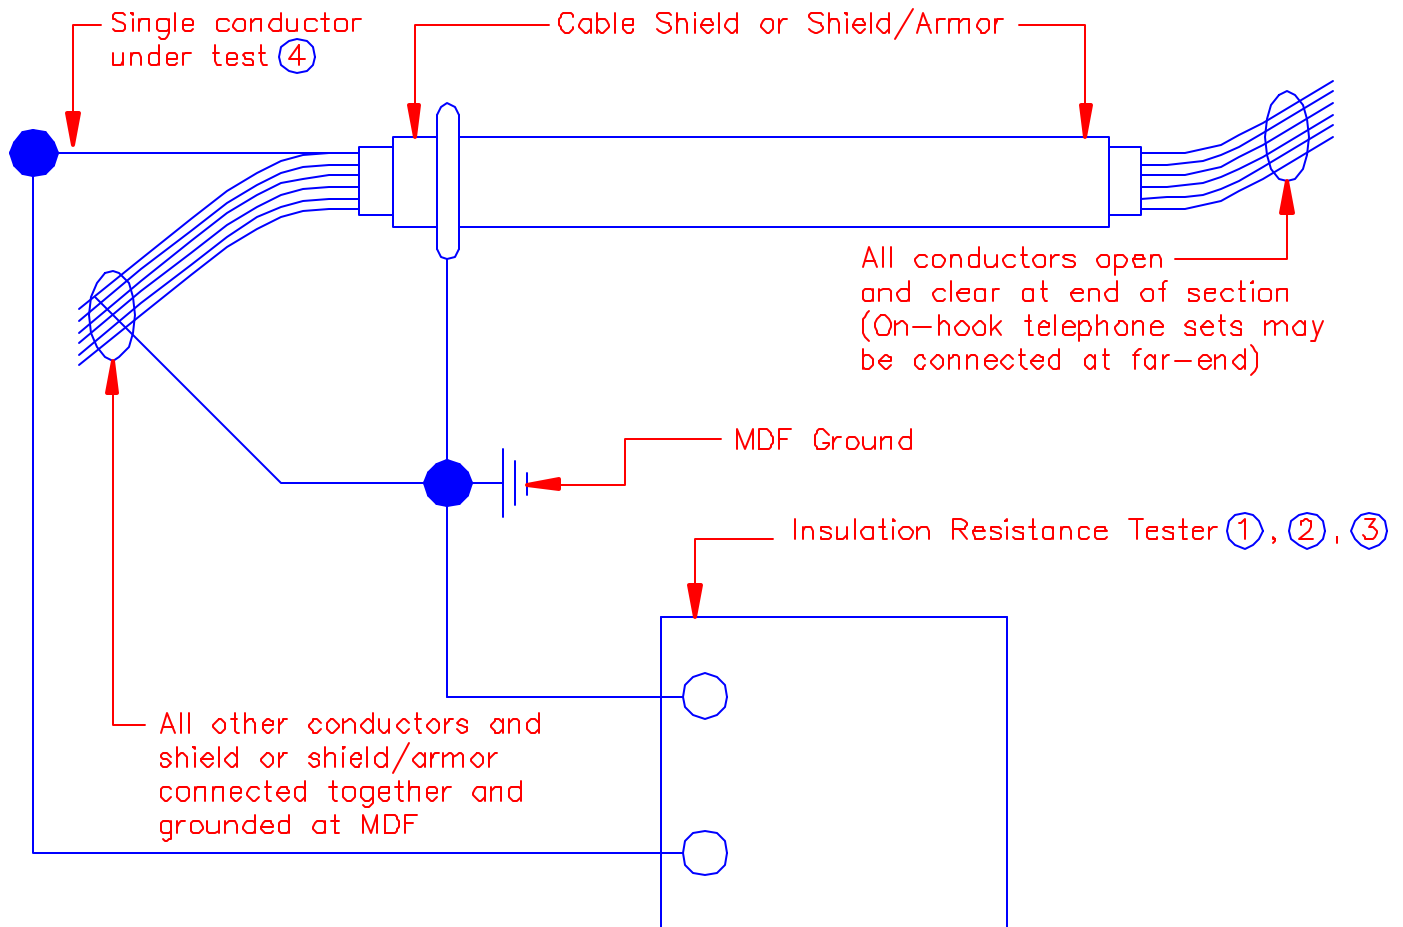 Single conductor
under test 4
Cable Shield or Shield/Armor
All conductors open
and clear at end of section
(On-hook telephone sets may
be connected at far-end)
MDF Ground
Insulation Resistance Tester 1 , 2 , 3
All other conductors and
shield or shield/armor
connected together and
grounded at MDF